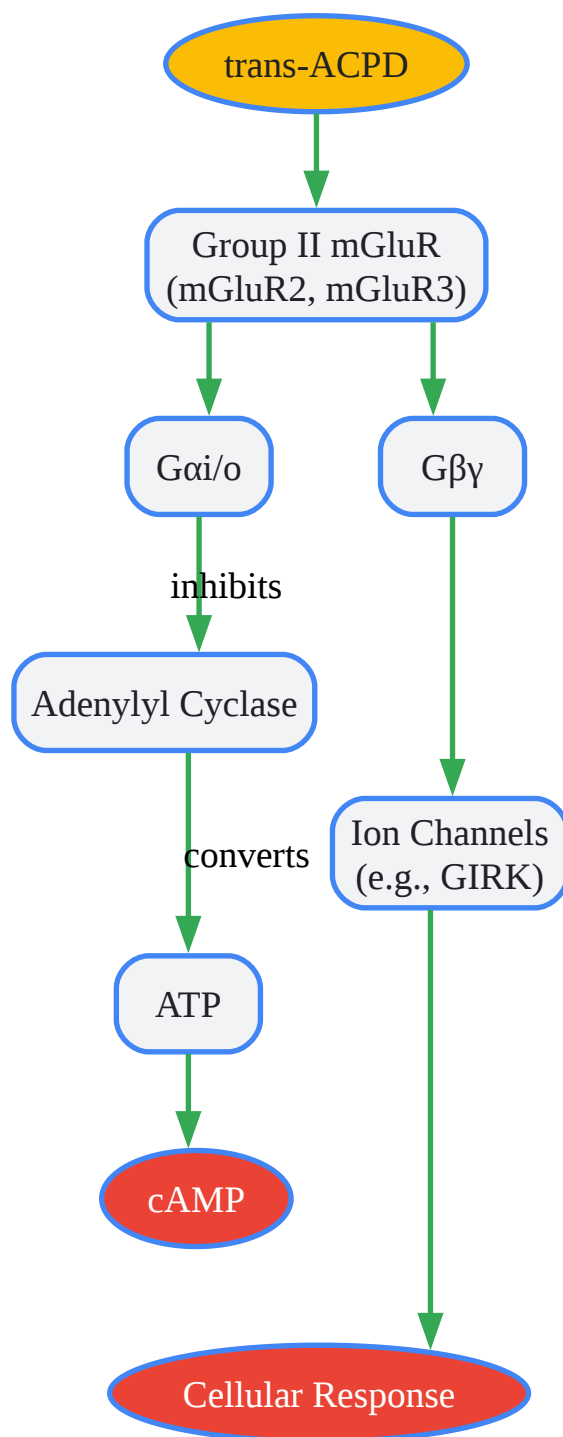 trans-ACPD
Group II mGluR
(mGluR2, mGluR3)
Gαi/o
Gβγ
inhibits
Adenylyl Cyclase
converts
Ion Channels
(e.g., GIRK)
ATP
cAMP
Cellular Response